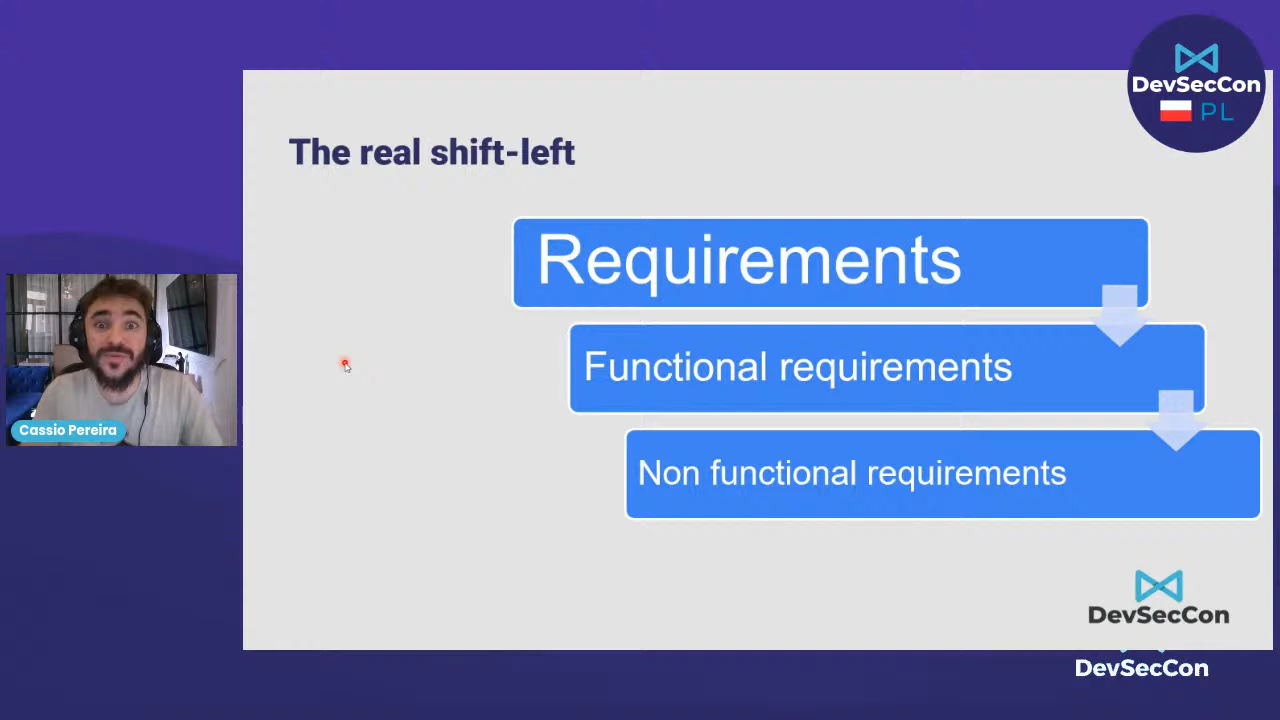 DevSecCon
PL
The real shift-left
Requirements
Functional requirements
Non functional requirements
Cassio Pereira
DevSecCon
DevSecCon